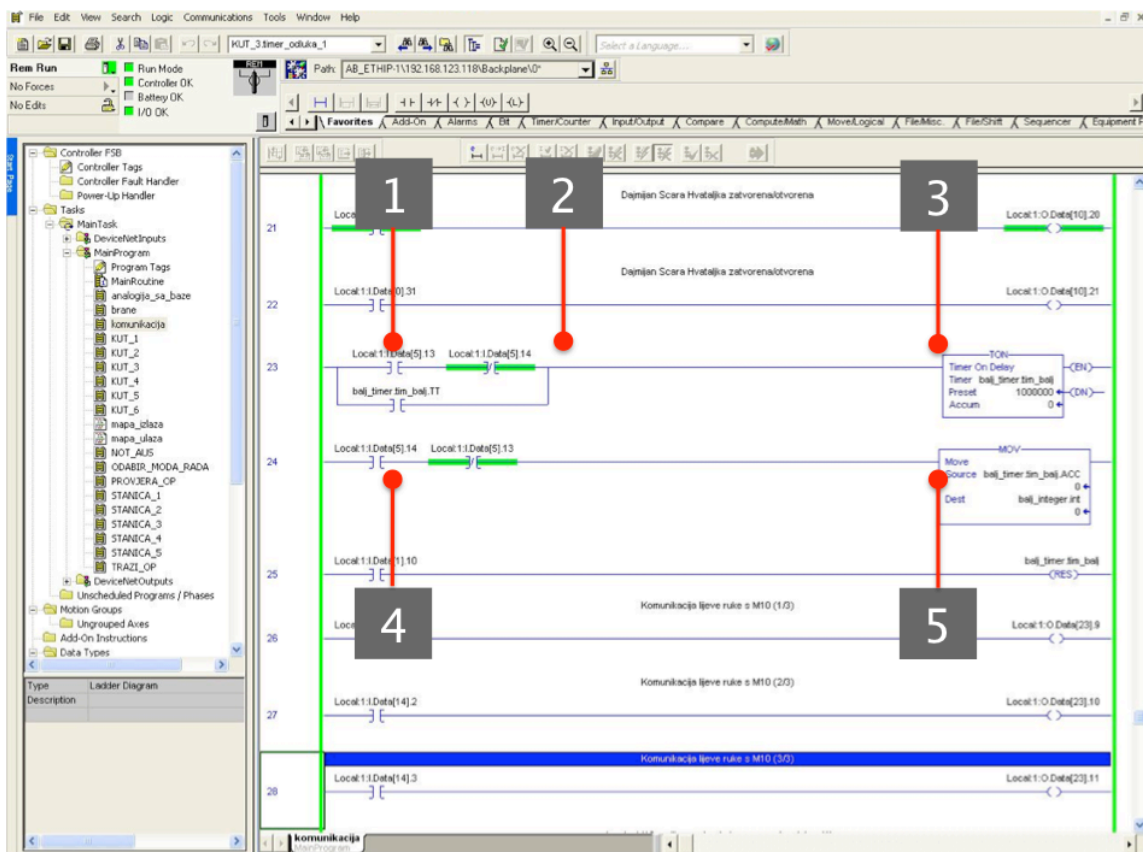 File Edit View Search Logic Communications Tools Window Help
KUT_3.timer_odluka_1
Select a Language...
Rem Run
Run Mode
No Forces
Controller OK
Battery OK
No Edits
I/O OK
REM
Path: AB_ETHIP-1\192.168.123.118\Backplane\0*
Favorites Add-On Alarms Bit Timer/Counter Input/Output Compare Compute/Math Move/Logical File/Misc. File/Shift Sequencer Equipment
Start Page
Controller FSB
Controller Tags
Controller Fault Handler
Power-Up Handler
Tasks
MainTask
DeviceNetInputs
MainProgram
Program Tags
MainRoutine
analogija_sa_baze
brane
komunikacija
KUT_1
KUT_2
KUT_3
KUT_4
KUT_5
KUT_6
mapa_izlaza
mapa_ulaza
NOT_AUS
ODABIR_MODA_RADA
PROVJERA_OP
STANICA_1
STANICA_2
STANICA_3
STANICA_4
STANICA_5
TRAZI_OP
DeviceNetOutputs
Unscheduled Programs / Phases
Motion Groups
Ungrouped Axes
Add-On Instructions
Data Types
Type Ladder Diagram
Description
1
2
3
Dajmijan Scara Hvataljka zatvorena/otvorena
21
Local:1:O.Data[10].20
Dajmijan Scara Hvataljka zatvorena/otvorena
22
Local:1:I.Data[0].31
Local:1:O.Data[10].21
23
Local:1:I.Data[5].13 Local:1:I.Data[5].14
balj_timer.tim_balj.TT
TON
Timer On Delay
Timer balj_timer.tim_balj
Preset 1000000
Accum 0
EN
DN
24
Local:1:I.Data[5].14 Local:1:I.Data[5].13
MOV
Move
Source balj_timer.tim_balj.ACC
0
Dest balj_integer.int
0
25
Local:1:I.Data[1].10
balj_timer.tim_balj
RES
4
5
Komunikacija lijeve ruke s M10 (1/3)
26
Local:1:O.Data[23].9
Komunikacija lijeve ruke s M10 (2/3)
27
Local:1:I.Data[14].2
Local:1:O.Data[23].10
Komunikacija lijeve ruke s M10 (3/3)
28
Local:1:I.Data[14].3
Local:1:O.Data[23].11
komunikacija
MainProgram